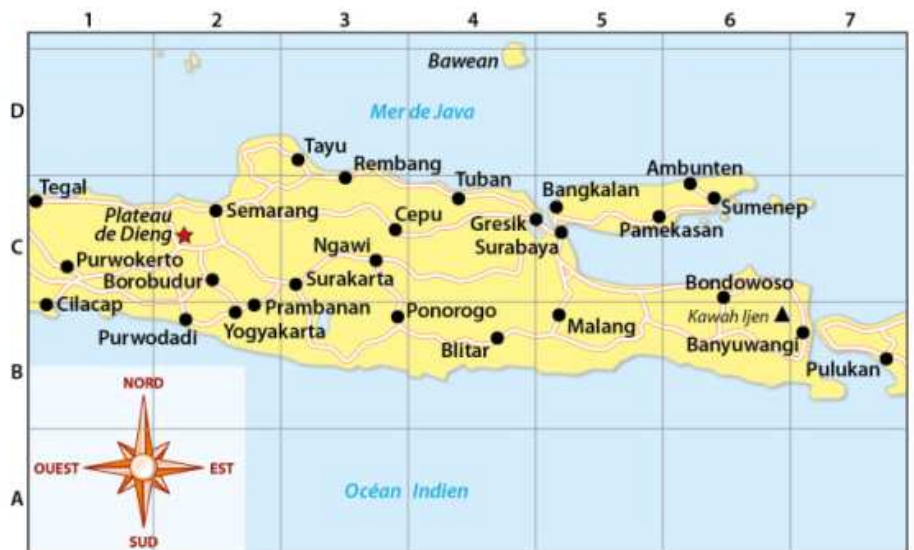 1 2 3 4 5 6 7
Bawean
D
Mer de Java
Tayu
Rembang
Ambunten
Tegal
Tuban
Bangkalan
Plateau
de Dieng
Semarang
Cepu
Gresik
Sumenep
C
Ngawi
Surabaya
Pamekasan
Purwokerto
Borobudur
Surakarta
Bondowoso
Cilacap
Prambanan
Ponorogo
Kawah Ijen
Purwodadi
Yogyakarta
Malang
Blitar
Banyuwangi
Pulukan
B
NORD
OUEST EST
SUD
Océan Indien
A